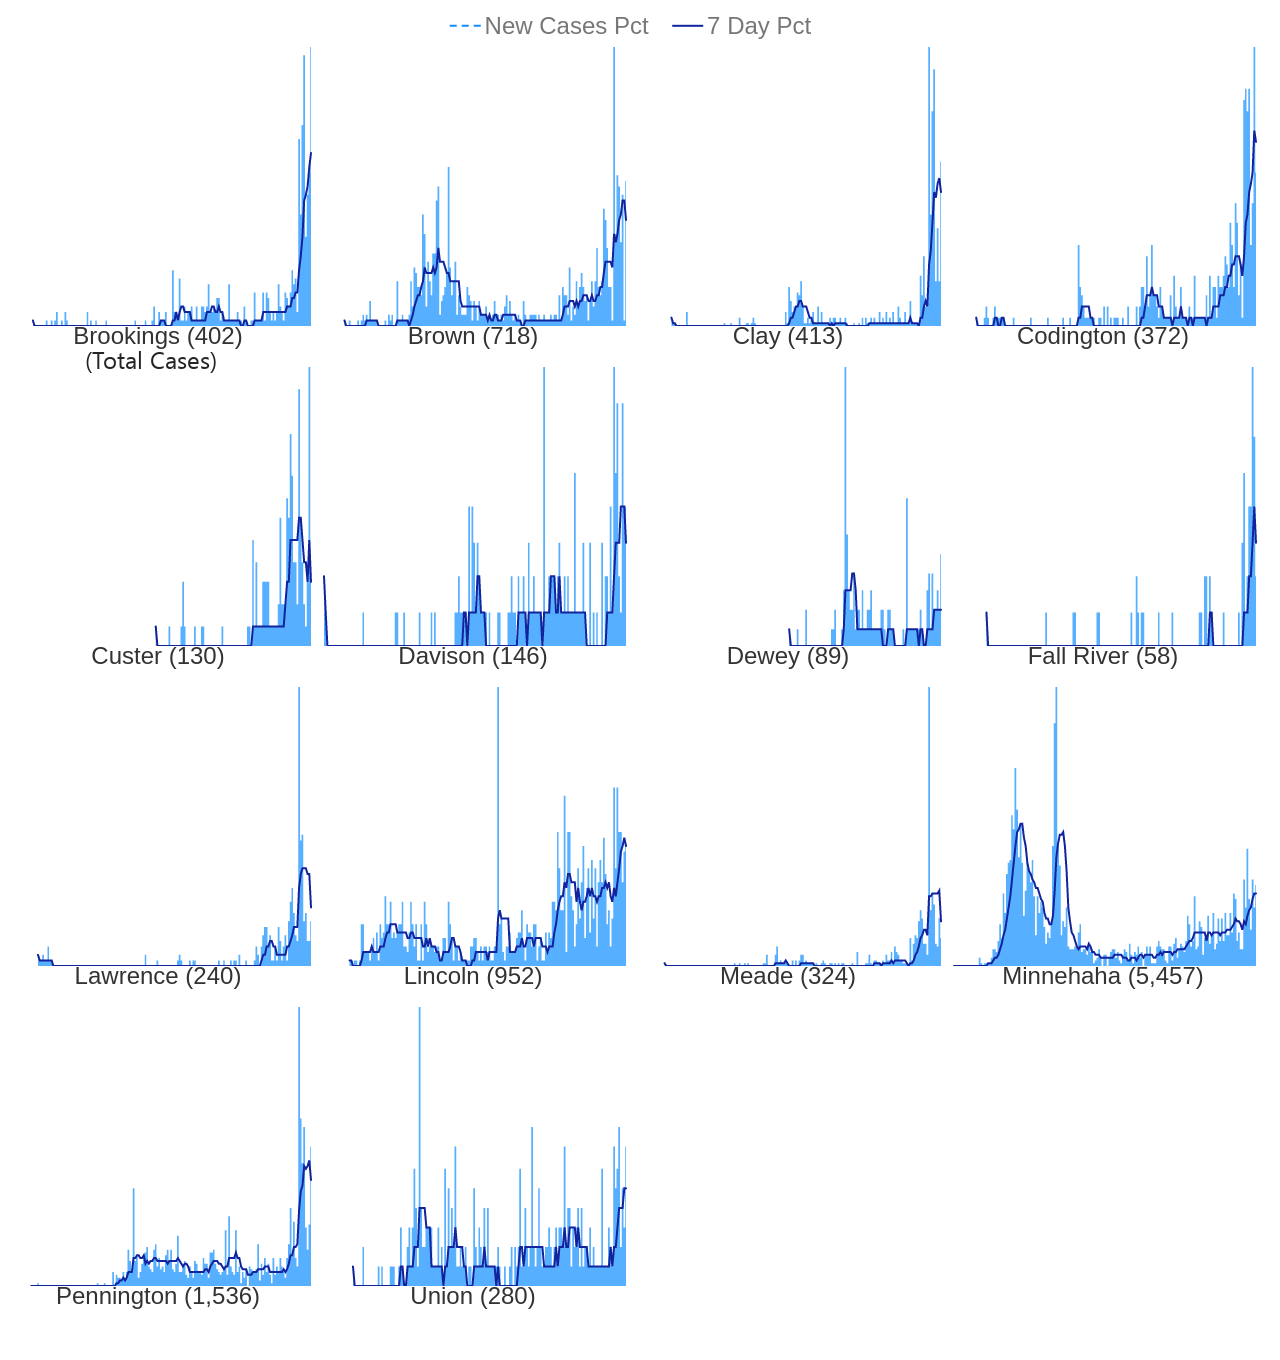 New Cases Pct 7 Day Pct
Brookings (402) Brown (718) Clay (413) Codington (372)
(Total Cases)
Custer (130) Davison (146) Dewey (89) Fall River (58)
Lawrence (240) Lincoln (952) Meade (324) Minnehaha (5,457)
Pennington (1,536) Union (280)